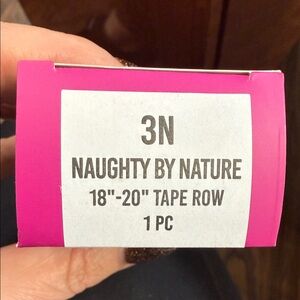 3N
NAUGHTY BY NATURE
18"-20" TAPE ROW
1 PC